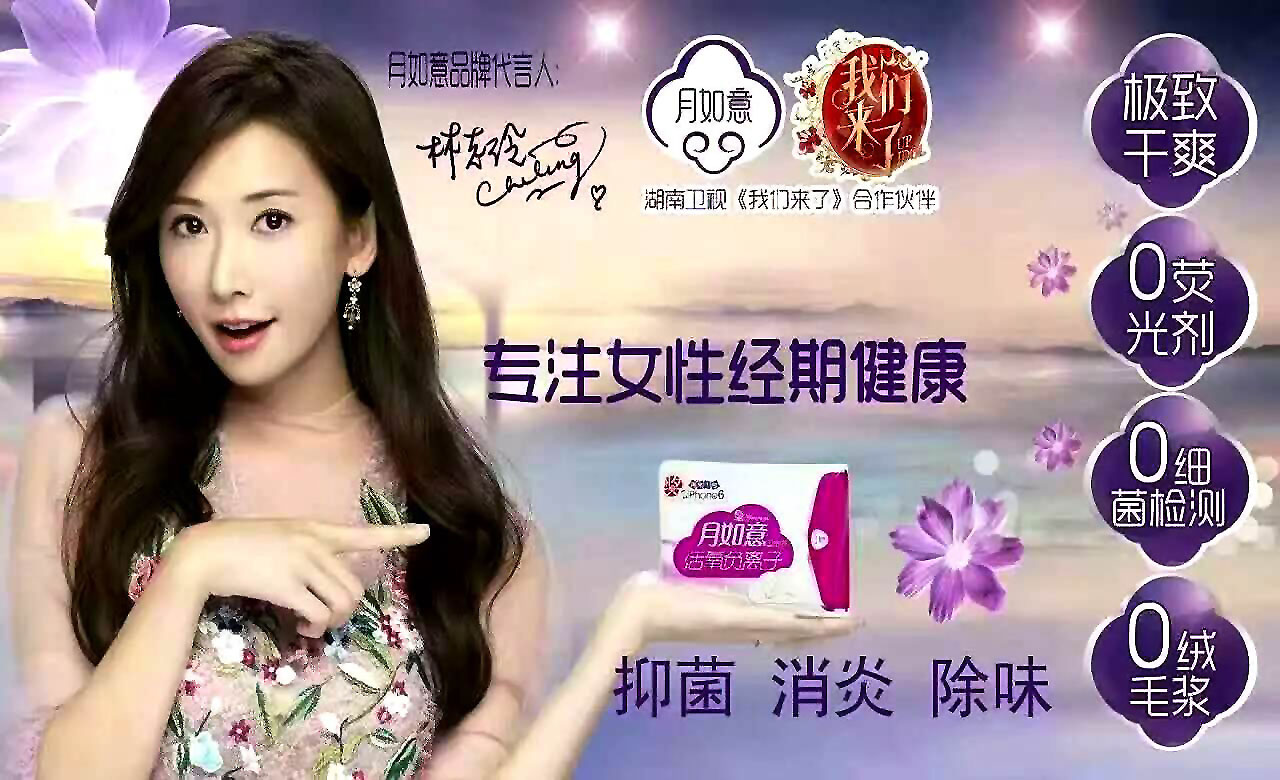 月如意品牌代言人:
林志玲
Chiling
月如意
我们
来了
UP
湖南卫视《我们来了》合作伙伴
极致
干爽
0荧
光剂
0细
菌检测
0绒
毛浆
专注女性经期健康
月如意
活氧负离子
抑菌 消炎 除味